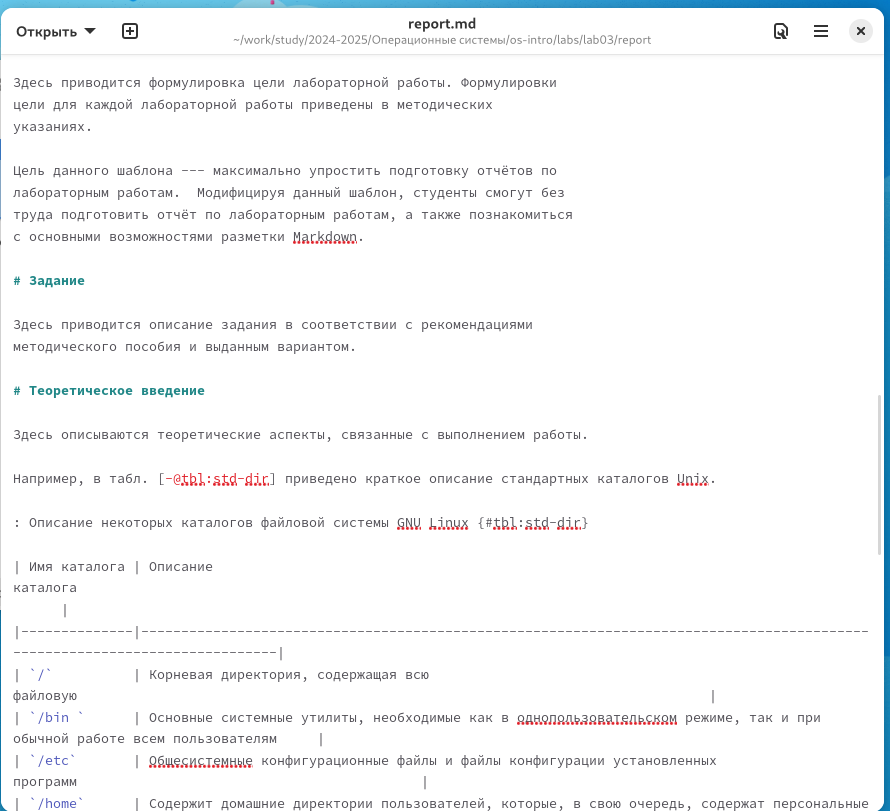 Открыть
report.md
~/work/study/2024-2025/Операционные системы/os-intro/labs/lab03/report
Здесь приводится формулировка цели лабораторной работы. Формулировки
цели для каждой лабораторной работы приведены в методических
указаниях.
Цель данного шаблона --- максимально упростить подготовку отчётов по
лабораторным работам.  Модифицируя данный шаблон, студенты смогут без
труда подготовить отчёт по лабораторным работам, а также познакомиться
с основными возможностями разметки Markdown.
# Задание
Здесь приводится описание задания в соответствии с рекомендациями
методического пособия и выданным вариантом.
# Теоретическое введение
Здесь описываются теоретические аспекты, связанные с выполнением работы.
Например, в табл. [-@tbl:std-dir] приведено краткое описание стандартных каталогов Unix.
: Описание некоторых каталогов файловой системы GNU Linux {#tbl:std-dir}
| Имя каталога | Описание
каталога
|
|--------------|-------------------------------------------------------------------------------------------
---------------------------------|
| `/`          | Корневая директория, содержащая всю
файловую                                                                               |
| `/bin `      | Основные системные утилиты, необходимые как в однопользовательском режиме, так и при
обычной работе всем пользователям     |
| `/etc`       | Общесистемные конфигурационные файлы и файлы конфигурации установленных
программ                                           |
| `/home`      | Содержит домашние директории пользователей, которые, в свою очередь, содержат персональные